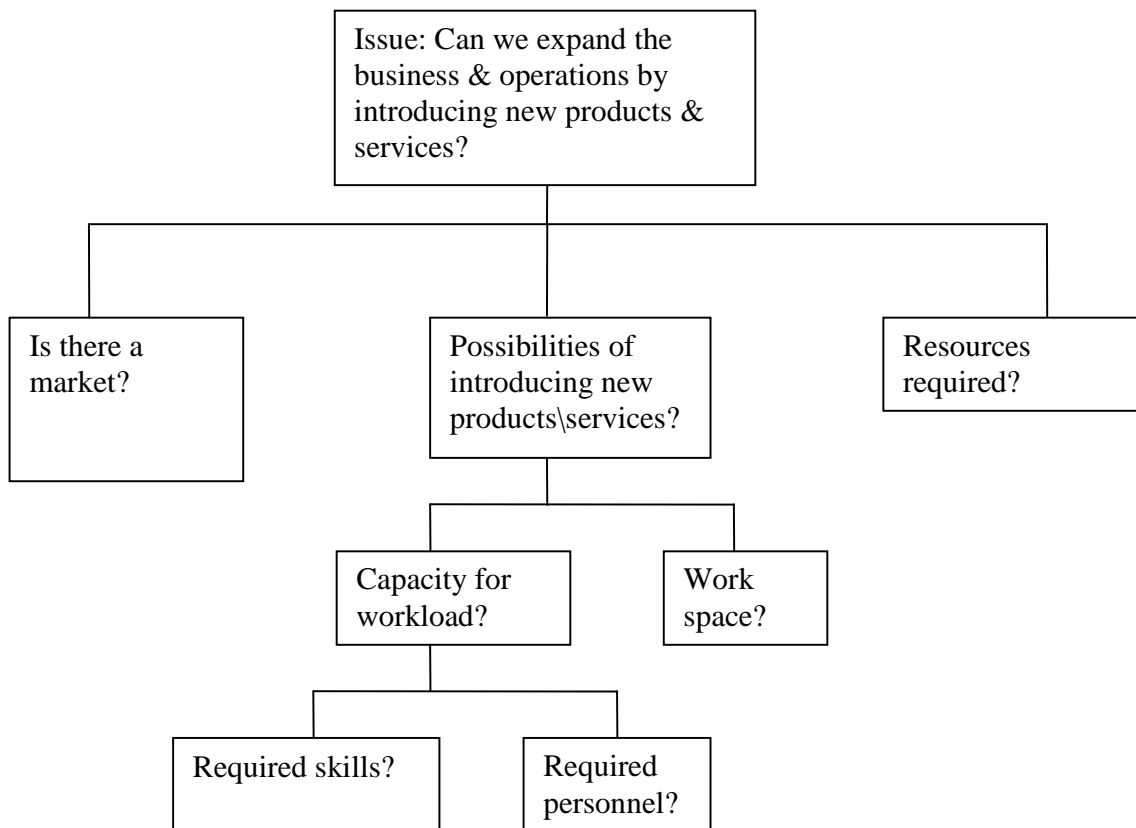 Issue: Can we expand the
business & operations by
introducing new products &
services?
Is there a
market?
Possibilities of
introducing new
products\services?
Resources
required?
Capacity for
workload?
Work
space?
Required skills?
Required
personnel?